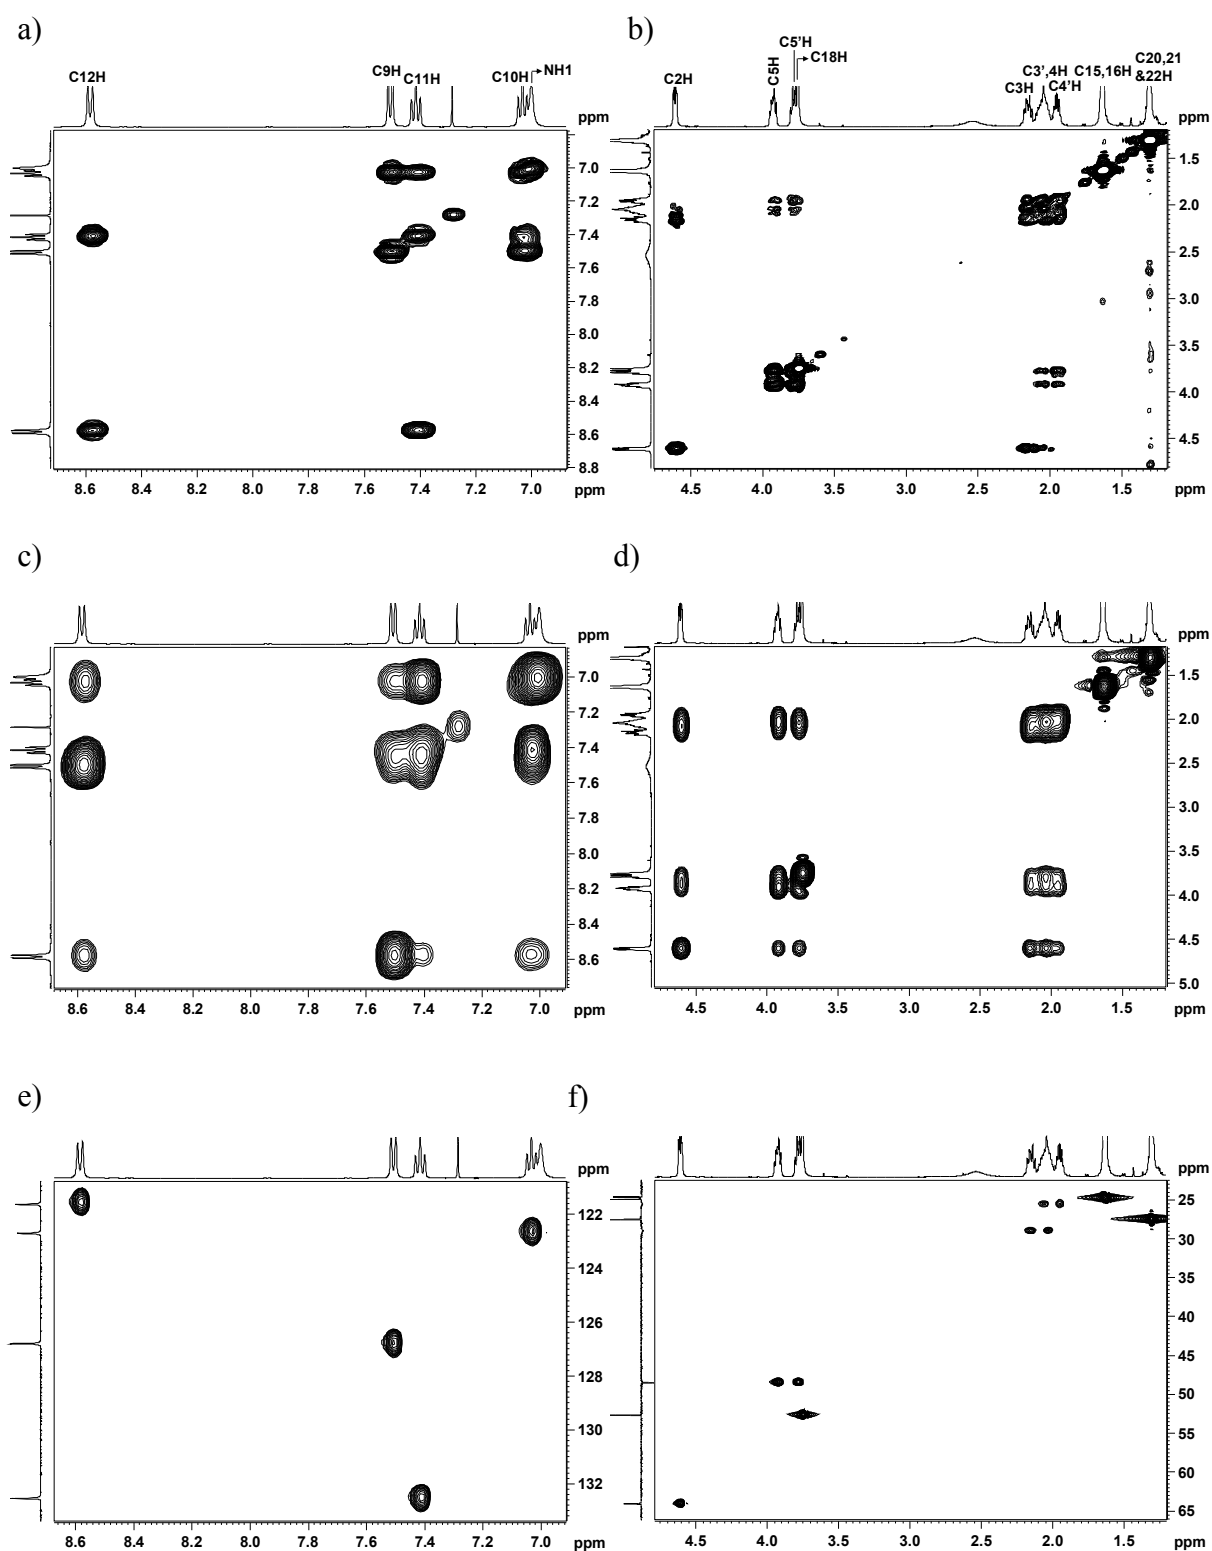 a)
C12H C9H C11H C10H NH1
ppm
7.0
7.2
7.4
7.6
7.8
8.0
8.2
8.4
8.6
8.8
8.6 8.4 8.2 8.0 7.8 7.6 7.4 7.2 7.0 ppm
b)
C5'H
C18H
C2H C5H C3H C3',4H C4'H C15,16H C20,21
&22H
ppm
1.5
2.0
2.5
3.0
3.5
4.0
4.5
4.5 4.0 3.5 3.0 2.5 2.0 1.5 ppm
c)
ppm
7.0
7.2
7.4
7.6
7.8
8.0
8.2
8.4
8.6
8.6 8.4 8.2 8.0 7.8 7.6 7.4 7.2 7.0 ppm
d)
ppm
1.5
2.0
2.5
3.0
3.5
4.0
4.5
5.0
4.5 4.0 3.5 3.0 2.5 2.0 1.5 ppm
e)
ppm
122
124
126
128
130
132
8.6 8.4 8.2 8.0 7.8 7.6 7.4 7.2 7.0 ppm
f)
ppm
25
30
35
40
45
50
55
60
65
4.5 4.0 3.5 3.0 2.5 2.0 1.5 ppm